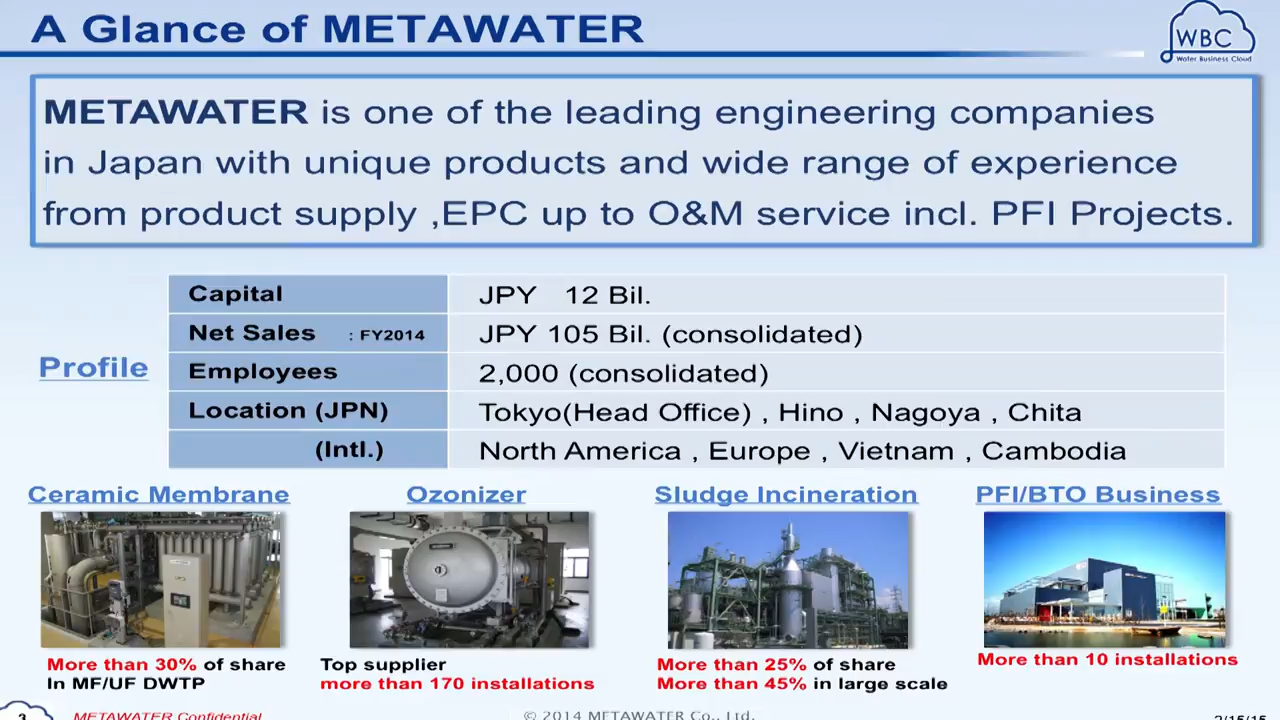 A Glance of METAWATER
WBC
Water Business Cloud
METAWATER is one of the leading engineering companies
in Japan with unique products and wide range of experience
from product supply ,EPC up to O&M service incl. PFI Projects.
Profile
Capital JPY 12 Bil.
Net Sales : FY2014 JPY 105 Bil. (consolidated)
Employees 2,000 (consolidated)
Location (JPN) Tokyo(Head Office) , Hino , Nagoya , Chita
(Intl.) North America , Europe , Vietnam , Cambodia
Ceramic Membrane Ozonizer Sludge Incineration PFI/BTO Business
More than 30% of share
In MF/UF DWTP
Top supplier
more than 170 installations
More than 25% of share
More than 45% in large scale
More than 10 installations
3 METAWATER Confidential © 2014 METAWATER Co., Ltd. 2/15/15